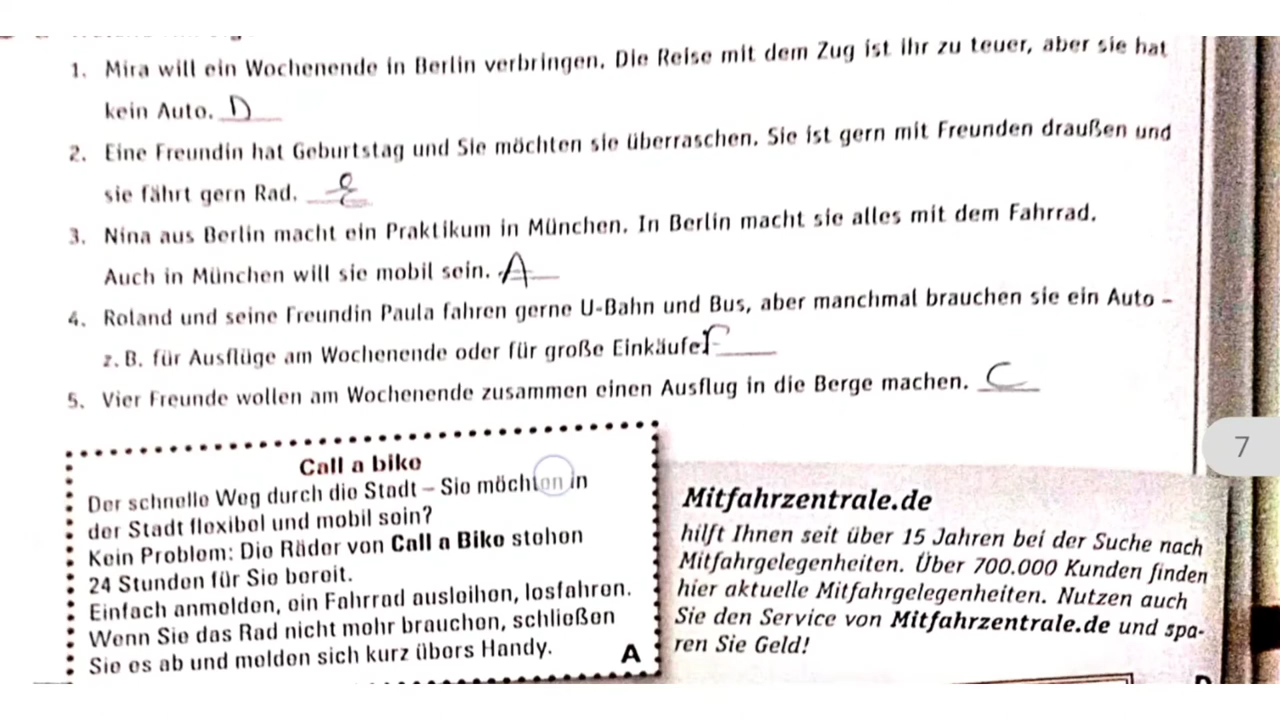 1. Mira will ein Wochenende in Berlin verbringen. Die Reise mit dem Zug ist ihr zu teuer, aber sie hat
kein Auto. D
2. Eine Freundin hat Geburtstag und Sie möchten sie überraschen. Sie ist gern mit Freunden draußen und
sie fährt gern Rad. e
3. Nina aus Berlin macht ein Praktikum in München. In Berlin macht sie alles mit dem Fahrrad.
Auch in München will sie mobil sein. A
4. Roland und seine Freundin Paula fahren gerne U-Bahn und Bus, aber manchmal brauchen sie ein Auto –
z. B. für Ausflüge am Wochenende oder für große Einkäufe.
5. Vier Freunde wollen am Wochenende zusammen einen Ausflug in die Berge machen. C
7
Call a bike
Der schnelle Weg durch die Stadt – Sie möchten in
der Stadt flexibel und mobil sein?
Kein Problem: Die Räder von Call a Bike stehen
24 Stunden für Sie bereit.
Einfach anmelden, ein Fahrrad ausleihen, losfahren.
Wenn Sie das Rad nicht mehr brauchen, schließen
Sie es ab und melden sich kurz übers Handy. A
Mitfahrzentrale.de
hilft Ihnen seit über 15 Jahren bei der Suche nach
Mitfahrgelegenheiten. Über 700.000 Kunden finden
hier aktuelle Mitfahrgelegenheiten. Nutzen auch
Sie den Service von Mitfahrzentrale.de und spa-
ren Sie Geld!